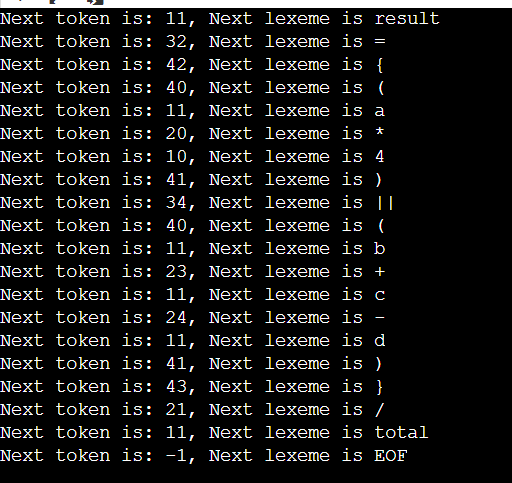 Next token is: 11, Next lexeme is result
Next token is: 32, Next lexeme is =
Next token is: 42, Next lexeme is {
Next token is: 40, Next lexeme is (
Next token is: 11, Next lexeme is a
Next token is: 20, Next lexeme is *
Next token is: 10, Next lexeme is 4
Next token is: 41, Next lexeme is )
Next token is: 34, Next lexeme is ||
Next token is: 40, Next lexeme is (
Next token is: 11, Next lexeme is b
Next token is: 23, Next lexeme is +
Next token is: 11, Next lexeme is c
Next token is: 24, Next lexeme is -
Next token is: 11, Next lexeme is d
Next token is: 41, Next lexeme is )
Next token is: 43, Next lexeme is }
Next token is: 21, Next lexeme is /
Next token is: 11, Next lexeme is total
Next token is: -1, Next lexeme is EOF